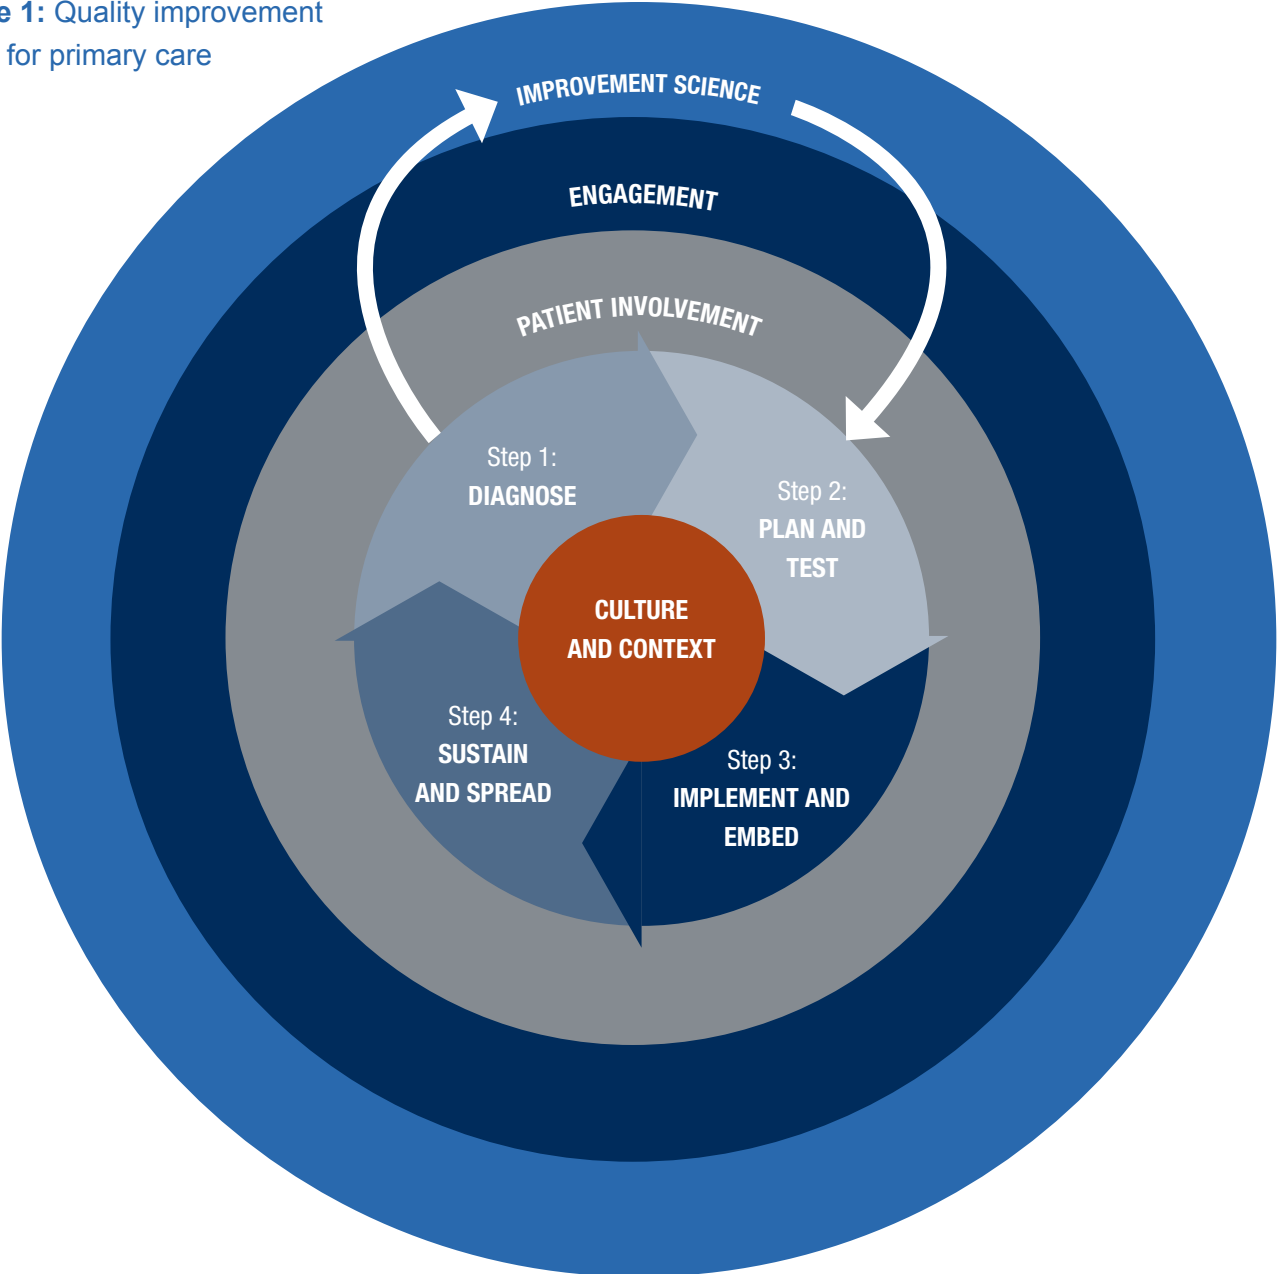 e 1: Quality improvement
for primary care
IMPROVEMENT SCIENCE
ENGAGEMENT
PATIENT INVOLVEMENT
Step 1:
DIAGNOSE
Step 2:
PLAN AND
TEST
CULTURE
AND CONTEXT
Step 4:
SUSTAIN
AND SPREAD
Step 3:
IMPLEMENT AND
EMBED